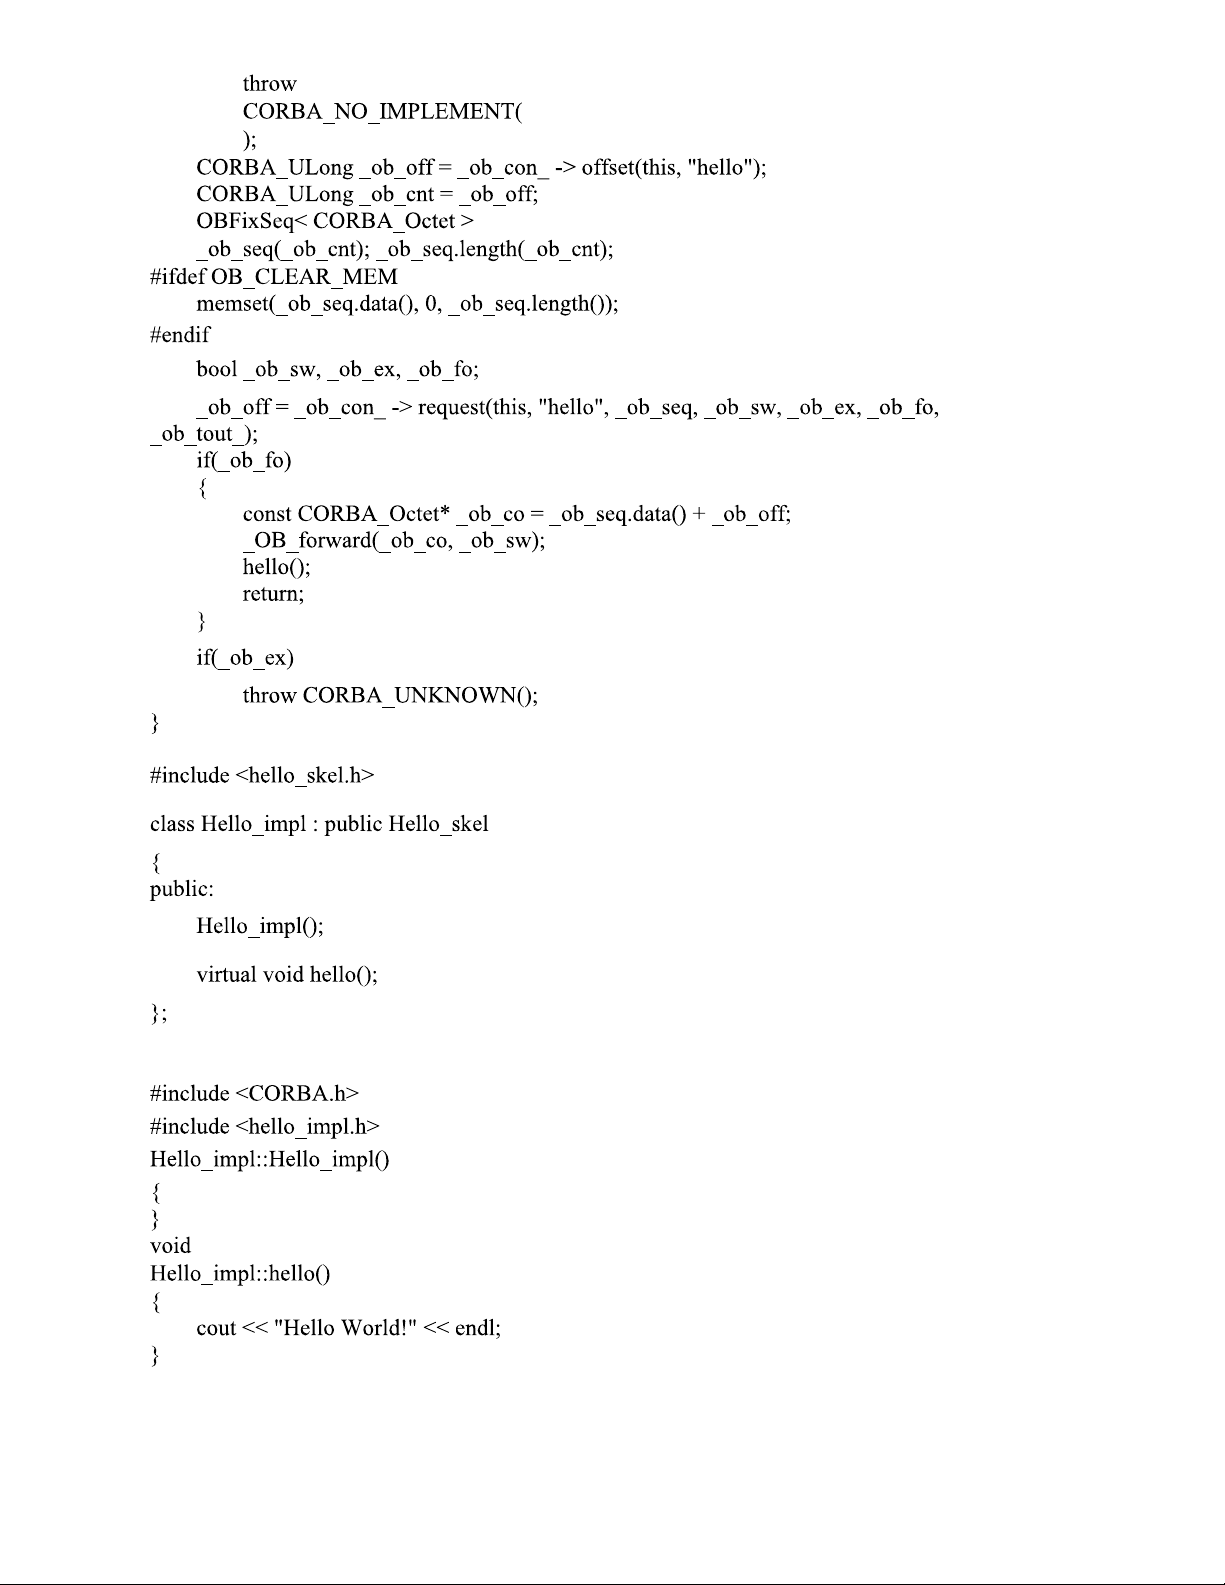 throw
CORBA_NO_IMPLEMENT(
);
CORBA_ULong _ob_off = _ob_con_ -> offset(this, "hello");
CORBA_ULong _ob_cnt = _ob_off;
OBFixSeq< CORBA_Octet >
_ob_seq(_ob_cnt); _ob_seq.length(_ob_cnt);
#ifdef OB_CLEAR_MEM
memset(_ob_seq.data(), 0, _ob_seq.length());
#endif
bool _ob_sw, _ob_ex, _ob_fo;
_ob_off = _ob_con_ -> request(this, "hello", _ob_seq, _ob_sw, _ob_ex, _ob_fo,
_ob_tout_);
if(_ob_fo)
{
const CORBA_Octet* _ob_co = _ob_seq.data() + _ob_off;
_OB_forward(_ob_co, _ob_sw);
hello();
return;
}
if(_ob_ex)
throw CORBA_UNKNOWN();
}
#include <hello_skel.h>
class Hello_impl : public Hello_skel
{
public:
Hello_impl();
virtual void hello();
};
#include <CORBA.h>
#include <hello_impl.h>
Hello_impl::Hello_impl()
{
}
void
Hello_impl::hello()
{
cout << "Hello World!" << endl;
}